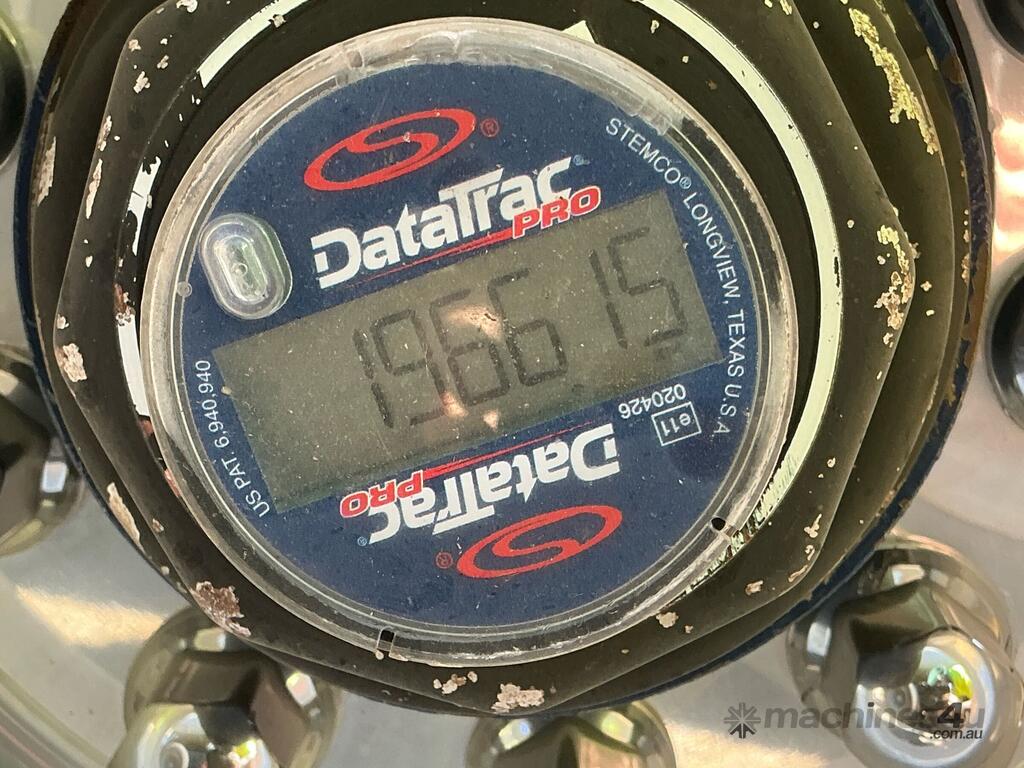 S®
DataTrac®
PRO
STEMCO® LONGVIEW, TEXAS U.S.A
196615
US PAT 6,940,940
e11
020426
DataTrac®
PRO
S®
machines4u
.com.au